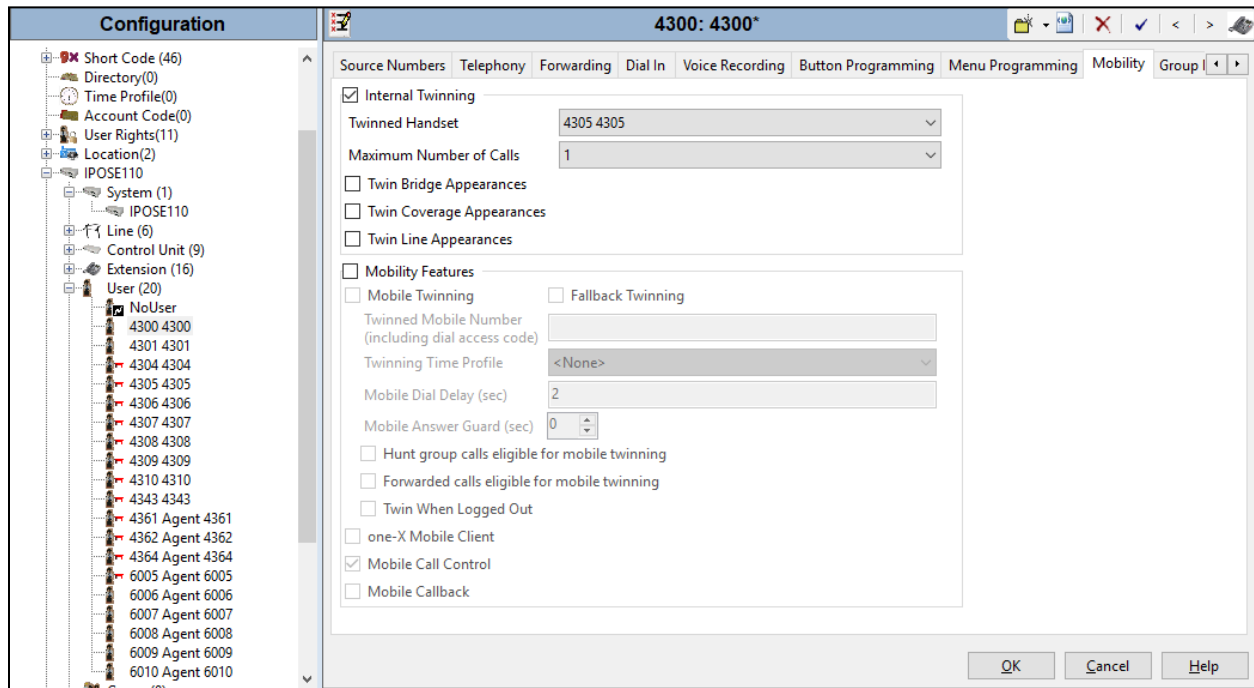 Configuration
4300: 4300*
Short Code (46)
Directory(0)
Time Profile(0)
Account Code(0)
User Rights(11)
Location(2)
IPOSE110
System (1)
IPOSE110
Line (6)
Control Unit (9)
Extension (16)
User (20)
NoUser
4300 4300
4301 4301
4304 4304
4305 4305
4306 4306
4307 4307
4308 4308
4309 4309
4310 4310
4343 4343
4361 Agent 4361
4362 Agent 4362
4364 Agent 4364
6005 Agent 6005
6006 Agent 6006
6007 Agent 6007
6008 Agent 6008
6009 Agent 6009
6010 Agent 6010
Source Numbers Telephony Forwarding Dial In Voice Recording Button Programming Menu Programming Mobility Group
Internal Twinning
Twinned Handset 4305 4305
Maximum Number of Calls 1
Twin Bridge Appearances
Twin Coverage Appearances
Twin Line Appearances
Mobility Features
Mobile Twinning Fallback Twinning
Twinned Mobile Number
(including dial access code)
Twinning Time Profile <None>
Mobile Dial Delay (sec) 2
Mobile Answer Guard (sec) 0
Hunt group calls eligible for mobile twinning
Forwarded calls eligible for mobile twinning
Twin When Logged Out
one-X Mobile Client
Mobile Call Control
Mobile Callback
OK Cancel Help